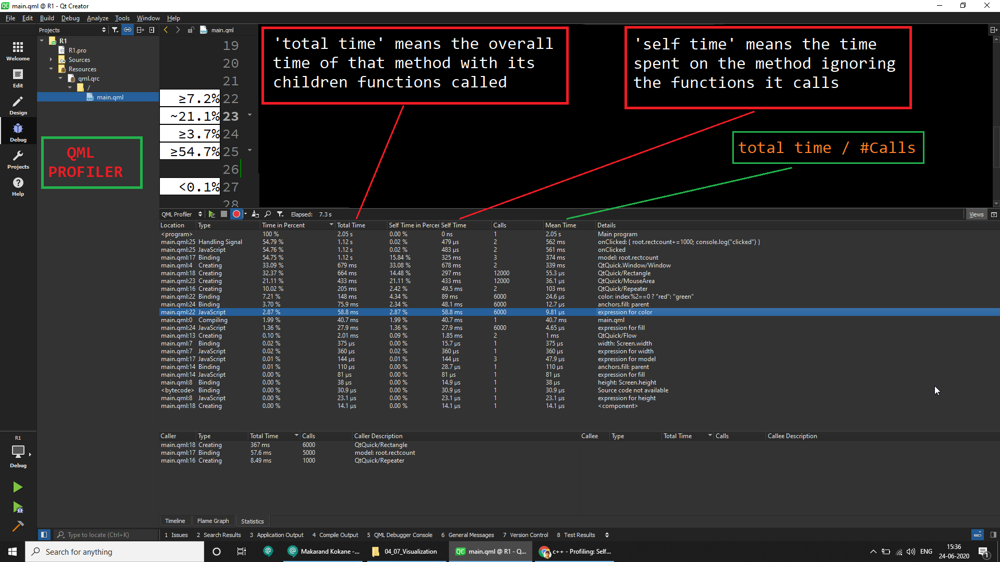 main.qml @ R1 - Qt Creator
File Edit Build Debug Analyze Tools Window Help
Projects
main.qml
Welcome
Edit
Design
Debug
Projects
Help
R1
R1.pro
Sources
Resources
qml.qrc
/
main.qml
QML
PROFILER
19
20
21
≥7.2% 22
~21.1% 23
≥3.7% 24
≥54.7% 25
26
<0.1% 27
28
'total time' means the overall
time of that method with its
children functions called
'self time' means the time
spent on the method ignoring
the functions it calls
total time / #Calls
QML Profiler Elapsed: 7.3 s Views
Location Type Time in Percent Total Time Self Time in Percer Self Time Calls Mean Time Details
<program> 100 % 2.05 s 0.00 % 0 ns 1 2.05 s Main program
main.qml:25 Handling Signal 54.79 % 1.12 s 0.02 % 479 µs 2 562 ms onClicked: { root.rectcount+=1000; console.log("clicked") }
main.qml:25 JavaScript 54.76 % 1.12 s 0.02 % 483 µs 2 561 ms onClicked
main.qml:17 Binding 54.75 % 1.12 s 15.84 % 325 ms 3 374 ms model: root.rectcount
main.qml:4 Creating 33.09 % 679 ms 33.08 % 678 ms 2 339 ms QtQuick.Window/Window
main.qml:18 Creating 32.37 % 664 ms 14.48 % 297 ms 12000 55.3 µs QtQuick/Rectangle
main.qml:23 Creating 21.11 % 433 ms 21.11 % 433 ms 12000 36.1 µs QtQuick/MouseArea
main.qml:16 Creating 10.02 % 205 ms 2.42 % 49.5 ms 2 103 ms QtQuick/Repeater
main.qml:22 Binding 7.21 % 148 ms 4.34 % 89 ms 6000 24.6 µs color: index%2==0 ? "red": "green"
main.qml:24 Binding 3.70 % 75.9 ms 2.34 % 48.1 ms 6000 12.7 µs anchors.fill: parent
main.qml:22 JavaScript 2.87 % 58.8 ms 2.87 % 58.8 ms 6000 9.81 µs expression for color
main.qml:0 Compiling 1.99 % 40.7 ms 1.99 % 40.7 ms 1 40.7 ms main.qml
main.qml:24 JavaScript 1.36 % 27.9 ms 1.36 % 27.9 ms 6000 4.65 µs expression for fill
main.qml:13 Creating 0.10 % 2.01 ms 0.09 % 1.85 ms 2 1 ms QtQuick/Flow
main.qml:7 Binding 0.02 % 375 µs 0.00 % 15.7 µs 1 375 µs width: Screen.width
main.qml:7 JavaScript 0.02 % 360 µs 0.02 % 360 µs 1 360 µs expression for width
main.qml:17 JavaScript 0.01 % 144 µs 0.01 % 144 µs 3 47.9 µs expression for model
main.qml:14 Binding 0.01 % 110 µs 0.00 % 28.7 µs 1 110 µs anchors.fill: parent
main.qml:14 JavaScript 0.00 % 81 µs 0.00 % 81 µs 1 81 µs expression for fill
main.qml:8 Binding 0.00 % 38 µs 0.00 % 14.9 µs 1 38 µs height: Screen.height
<bytecode> Binding 0.00 % 30.9 µs 0.00 % 30.9 µs 1 30.9 µs Source code not available
main.qml:8 JavaScript 0.00 % 23.1 µs 0.00 % 23.1 µs 1 23.1 µs expression for height
main.qml:18 Creating 0.00 % 14.1 µs 0.00 % 14.1 µs 1 14.1 µs <component>
Caller Type Total Time Calls Caller Description Callee Type Total Time Calls Callee Description
main.qml:18 Creating 367 ms 6000 QtQuick/Rectangle
main.qml:17 Binding 57.6 ms 5000 model: root.rectcount
main.qml:16 Creating 8.49 ms 1000 QtQuick/Repeater
R1
Debug
Timeline Flame Graph Statistics
Type to locate (Ctrl+K) 1 Issues 2 Search Results 3 Application Output 4 Compile Output 5 QML Debugger Console 6 General Messages 7 Version Control 8 Test Results
Search for anything Makarand Kokane -... 04_07_Visualization QC main.qml @ R1 - Q... c++ - Profiling: Self... ENG 15:36
24-06-2020
1